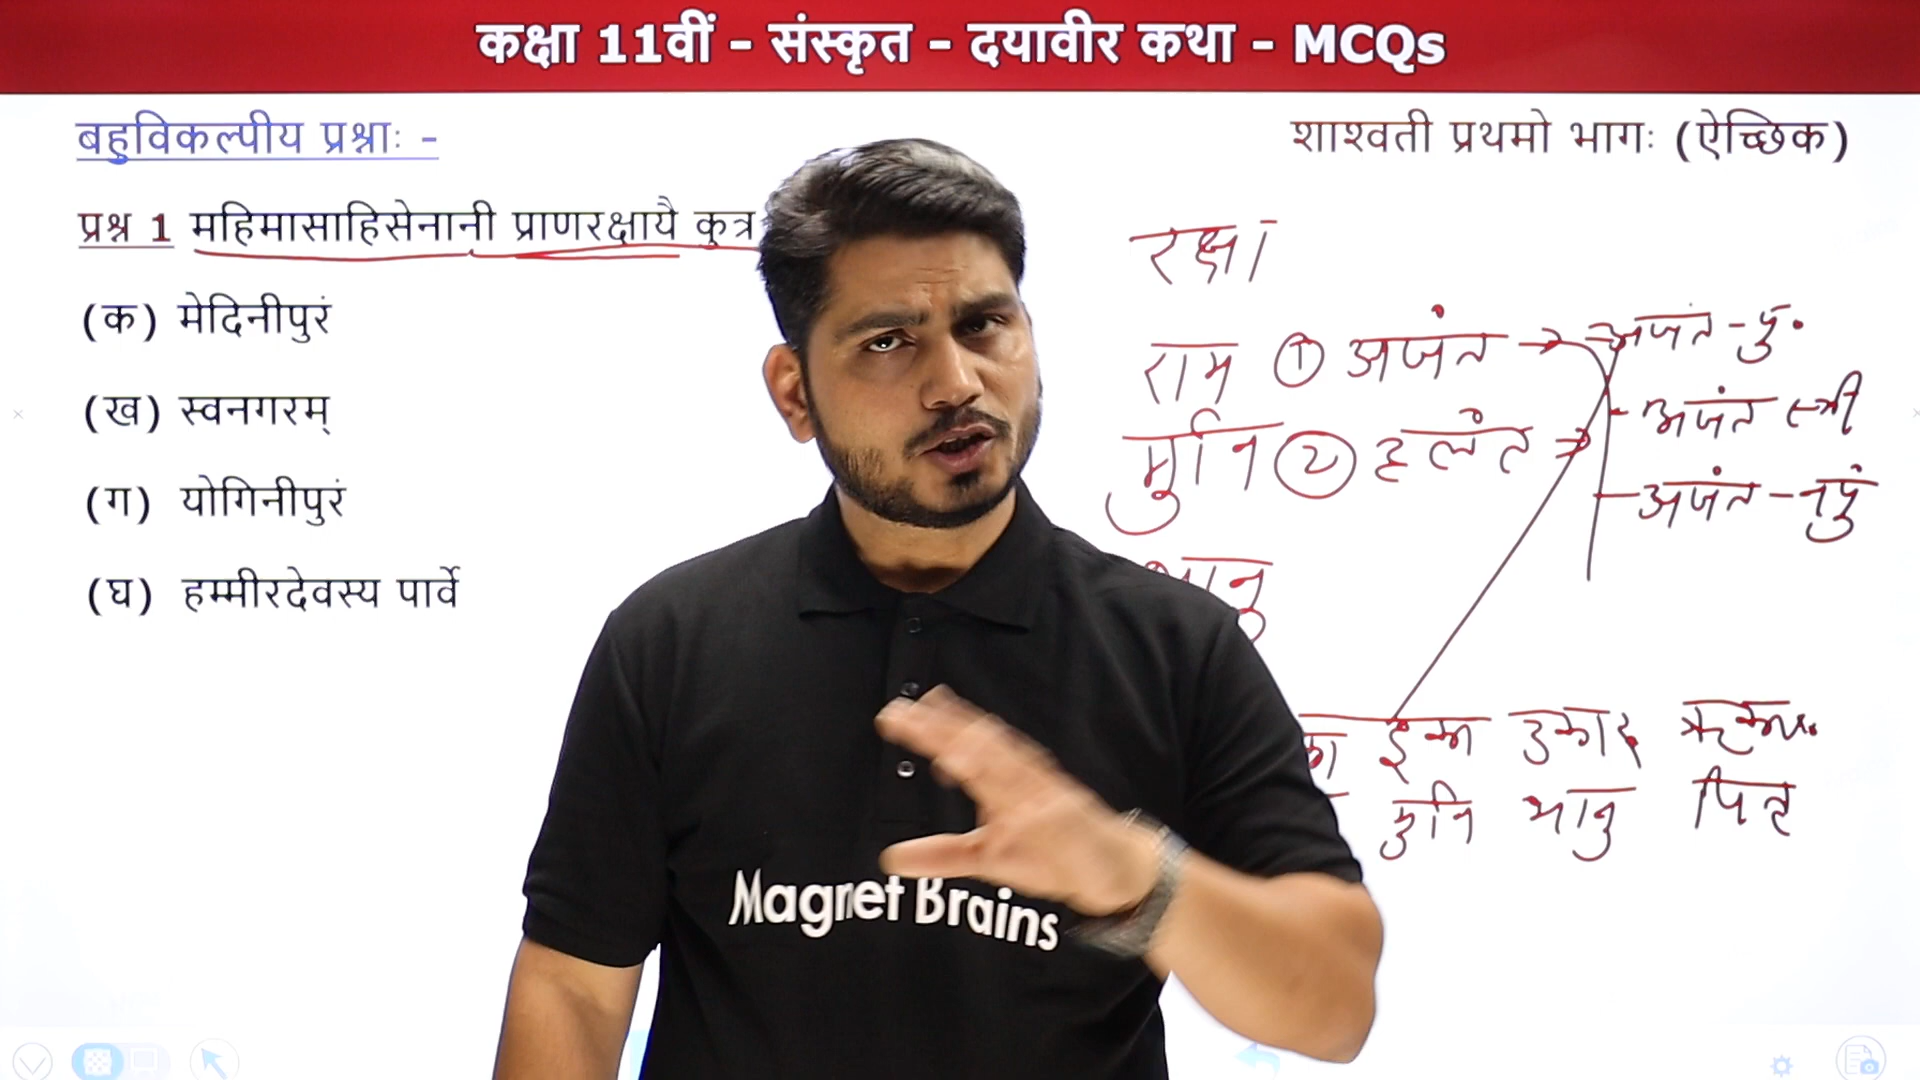 कक्षा 11वीं – संस्कृत – दयावीर कथा – MCQs
बहुविकल्पीय प्रश्नाः -
शाश्वती प्रथमो भागः (ऐच्छिक)
प्रश्न 1 महिमासाहिसेनानी प्राणरक्षायै कुत्र
(क) मेदिनीपुरं
(ख) स्वनगरम्
(ग) योगिनीपुरं
(घ) हम्मीरदेवस्य पार्वे
रक्षा
राम 1 अजंत → अजंत - पु.
अजंत स्त्री
मुनि 2 हलंत →
अजंत - नपुं
भानु
उकार
मुनि भानु पितृ
Magnet Brains